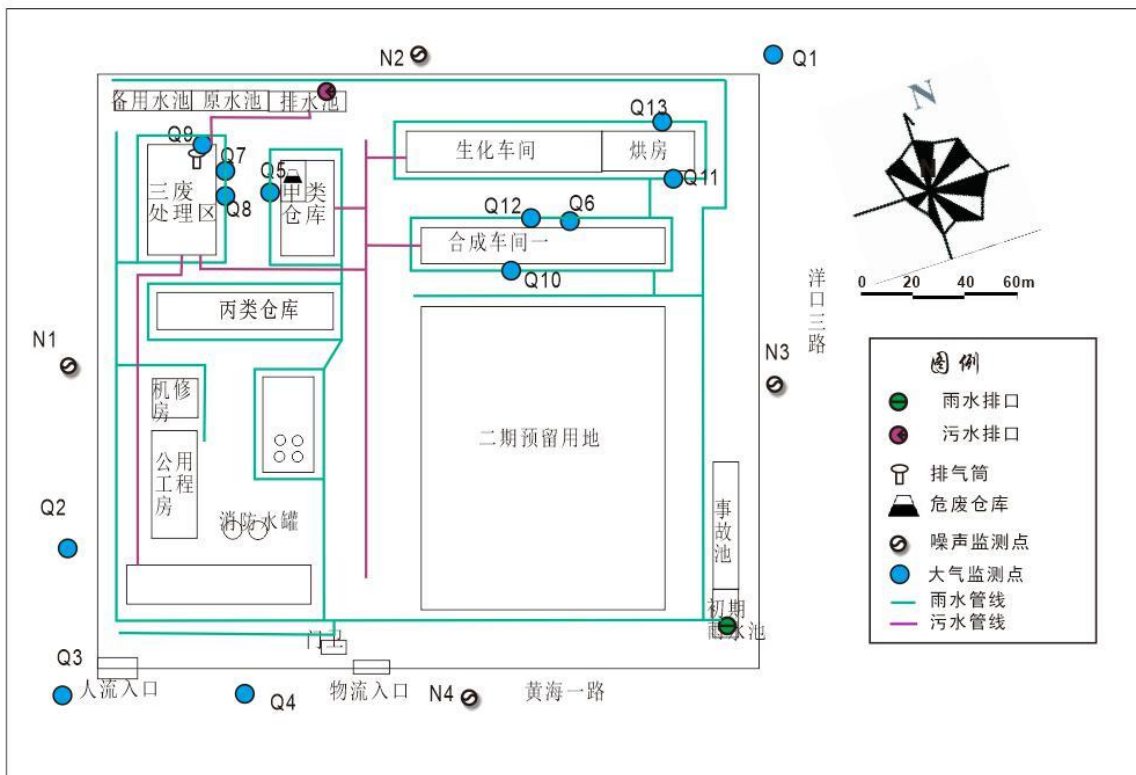 N2
Q1
N
备用水池
原水池
排水池
Q13
Q9
Q7
Q5
生化车间
烘房
三废
处理区
Q8
甲类
仓库
Q11
Q12
Q6
合成车间一
Q10
洋口三路
0 20 40 60m
丙类仓库
N1
N3
图例
机修
房
雨水排口
污水排口
二期预留用地
公用
工程
房
排气筒
事故池
危废仓库
Q2
消防水罐
噪声监测点
大气监测点
雨水管线
初期
雨水池
污水管线
门卫
Q3
人流入口
Q4
物流入口
N4
黄海一路